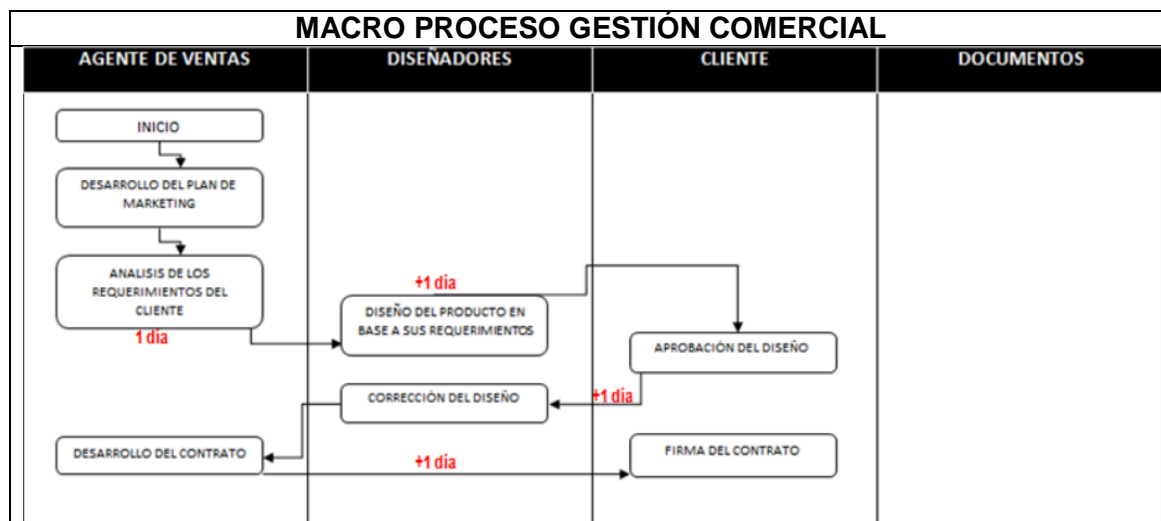 MACRO PROCESO GESTIÓN COMERCIAL
AGENTE DE VENTAS
DISEÑADORES
CLIENTE
DOCUMENTOS
INICIO
DESARROLLO DEL PLAN DE
MARKETING
ANALISIS DE LOS
REQUERIMIENTOS DEL
CLIENTE
1 día
+1 día
DISEÑO DEL PRODUCTO EN
BASE A SUS REQUERIMIENTOS
APROBACIÓN DEL DISEÑO
+1 día
CORRECCIÓN DEL DISEÑO
DESARROLLO DEL CONTRATO
+1 día
FIRMA DEL CONTRATO